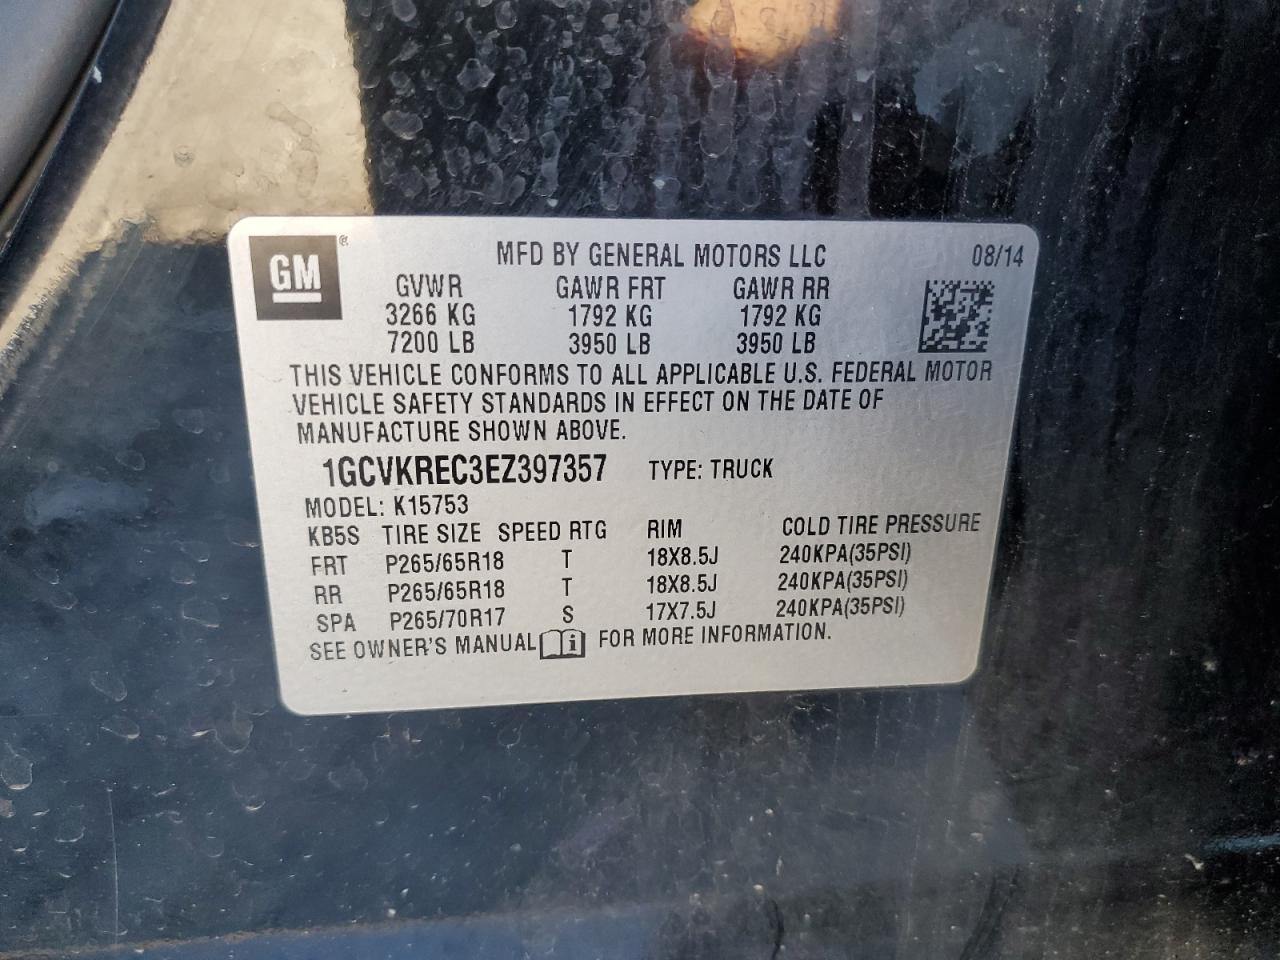 GM®
MFD BY GENERAL MOTORS LLC 08/14
GVWR GAWR FRT GAWR RR
3266 KG 1792 KG 1792 KG
7200 LB 3950 LB 3950 LB
THIS VEHICLE CONFORMS TO ALL APPLICABLE U.S. FEDERAL MOTOR
VEHICLE SAFETY STANDARDS IN EFFECT ON THE DATE OF
MANUFACTURE SHOWN ABOVE.
1GCVKREC3EZ397357 TYPE: TRUCK
MODEL: K15753
KB5S TIRE SIZE SPEED RTG RIM COLD TIRE PRESSURE
FRT P265/65R18 T 18X8.5J 240KPA(35PSI)
RR P265/65R18 T 18X8.5J 240KPA(35PSI)
SPA P265/70R17 S 17X7.5J 240KPA(35PSI)
SEE OWNER'S MANUAL i FOR MORE INFORMATION.